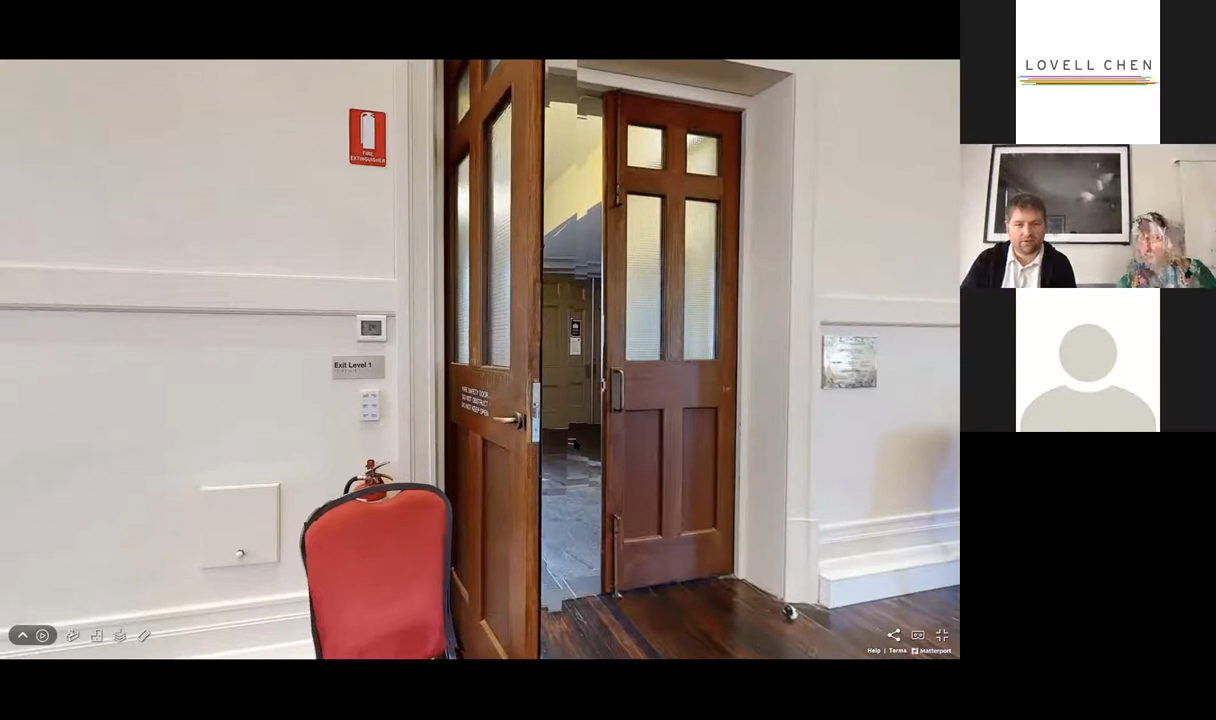 LOVELL CHEN
FIRE
EXTINGUISHER
Exit Level 1
FIRE SAFETY DOOR
DO NOT OBSTRUCT
DO NOT KEEP OPEN
Help | Terms
Matterport